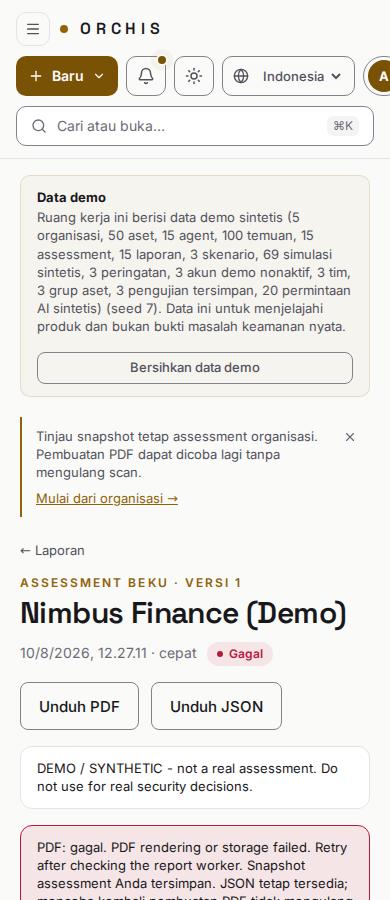 ORCHIS
Baru
Indonesia
A
Cari atau buka...
⌘K
Data demo
Ruang kerja ini berisi data demo sintetis (5
organisasi, 50 aset, 15 agent, 100 temuan, 15
assessment, 15 laporan, 3 skenario, 69 simulasi
sintetis, 3 peringatan, 3 akun demo nonaktif, 3 tim,
3 grup aset, 3 pengujian tersimpan, 20 permintaan
AI sintetis) (seed 7). Data ini untuk menjelajahi
produk dan bukan bukti masalah keamanan nyata.
Bersihkan data demo
Tinjau snapshot tetap assessment organisasi.
Pembuatan PDF dapat dicoba lagi tanpa
mengulang scan.
Mulai dari organisasi →
← Laporan
ASSESSMENT BEKU · VERSI 1
Nimbus Finance (Demo)
10/8/2026, 12.27.11 · cepat
Gagal
Unduh PDF
Unduh JSON
DEMO / SYNTHETIC - not a real assessment. Do
not use for real security decisions.
PDF: gagal. PDF rendering or storage failed. Retry
after checking the report worker. Snapshot
assessment Anda tersimpan. JSON tetap tersedia;